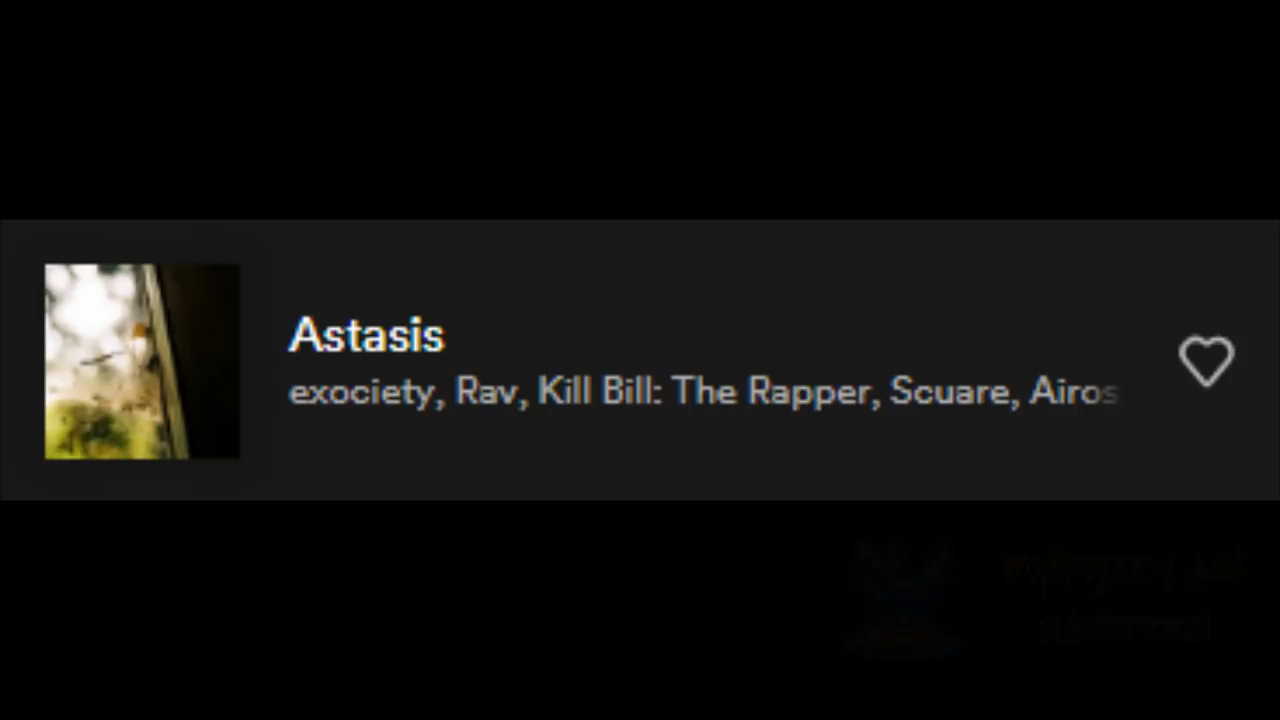 Astasis
exociety, Rav, Kill Bill: The Rapper, Scuare, Airos